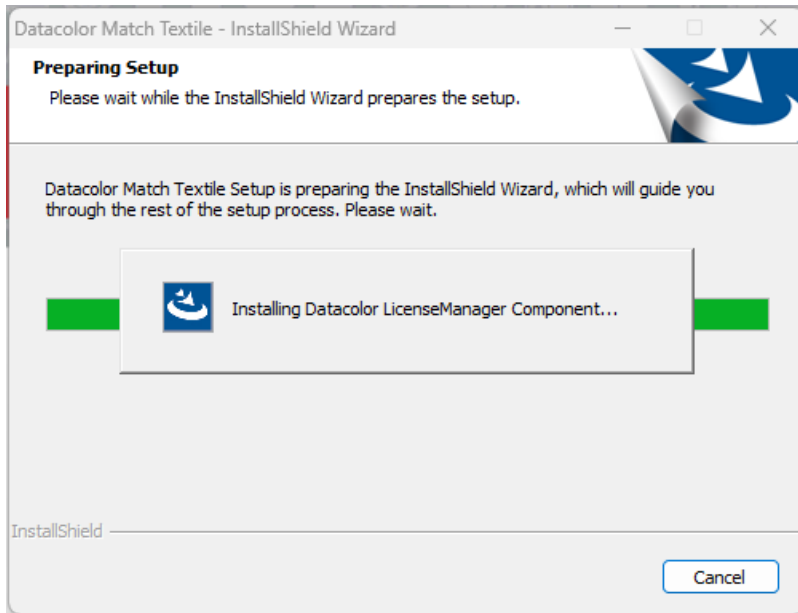 Datacolor Match Textile - InstallShield Wizard
Preparing Setup
Please wait while the InstallShield Wizard prepares the setup.
Datacolor Match Textile Setup is preparing the InstallShield Wizard, which will guide you
through the rest of the setup process. Please wait.
Installing Datacolor LicenseManager Component...
InstallShield
Cancel